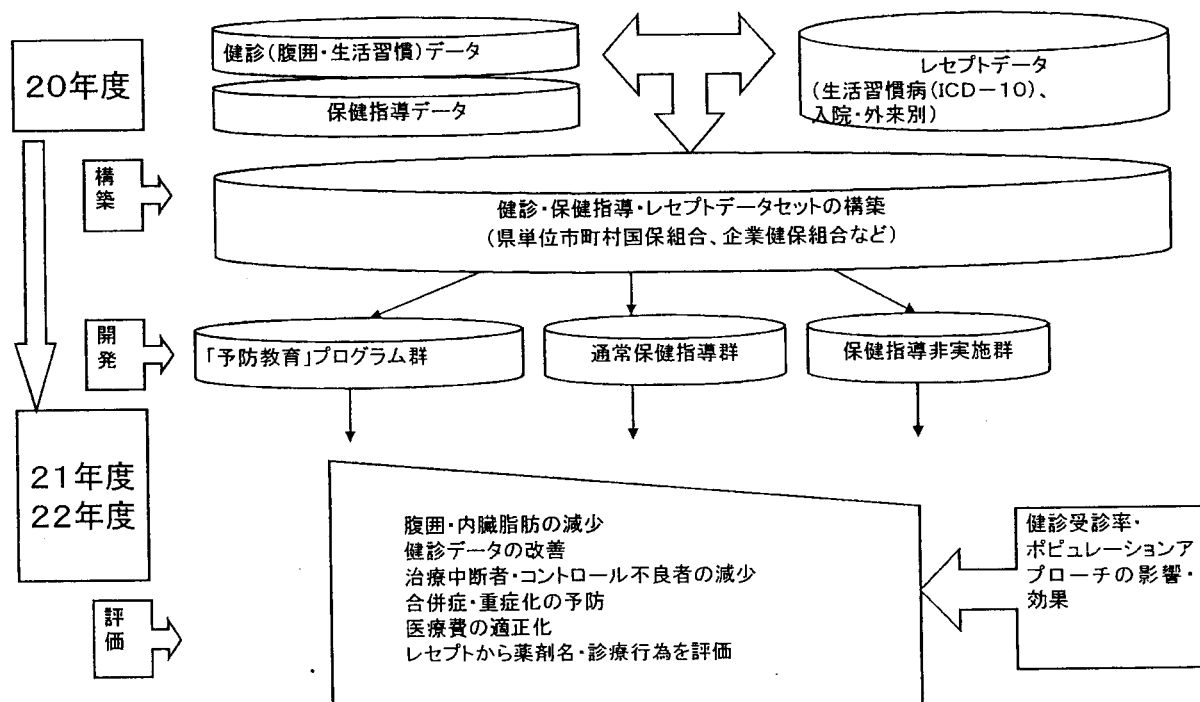 20年度
健診(腹囲・生活習慣)データ
保健指導データ
レセプトデータ
(生活習慣病(ICD－10)、
入院・外来別)
構築
健診・保健指導・レセプトデータセットの構築
(県単位市町村国保組合、企業健保組合など)
開発
「予防教育」プログラム群
通常保健指導群
保健指導非実施群
21年度
22年度
評価
腹囲・内臓脂肪の減少
健診データの改善
治療中断者・コントロール不良者の減少
合併症・重症化の予防
医療費の適正化
レセプトから薬剤名・診療行為を評価
健診受診率・
ポピュレーションア
プローチの影響・
効果